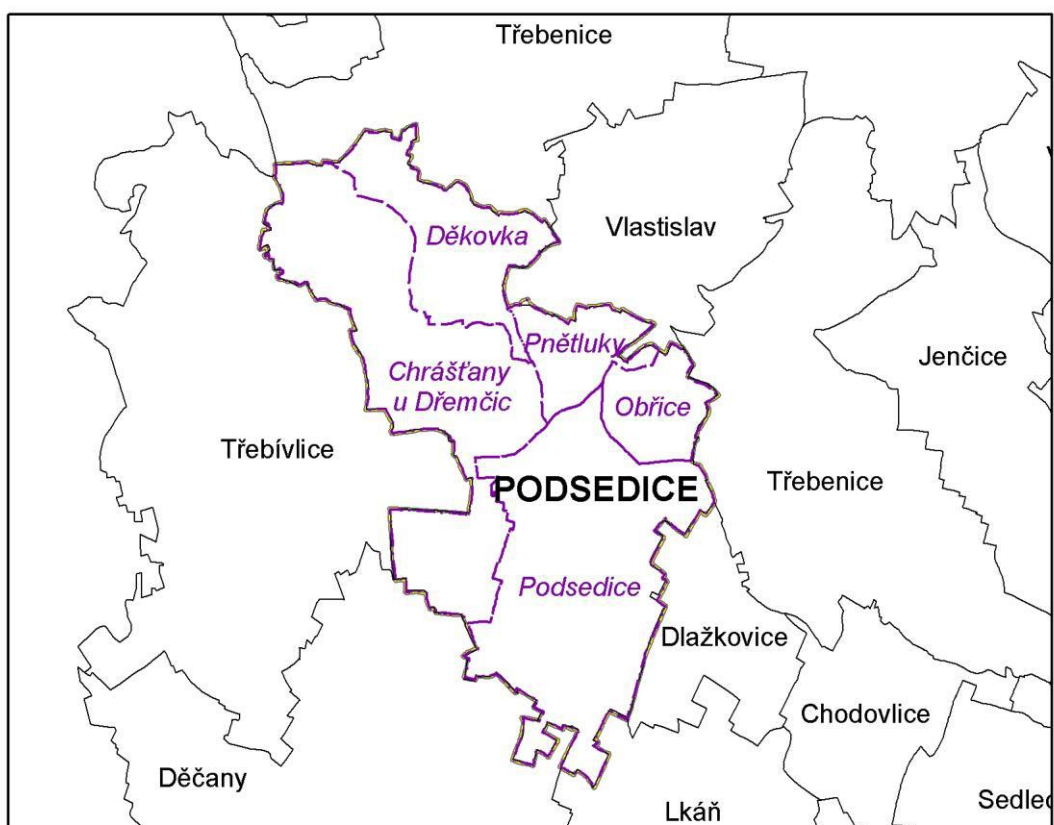 Třebenice
Děkovka
Vlastislav
Pnětluky
Jenčice
Chrášťany
u Dřemčic
Obřice
Třebívlice
PODSEDICE
Třebenice
Podsedice
Dlažkovice
Chodovlice
Děčany
Lkáň